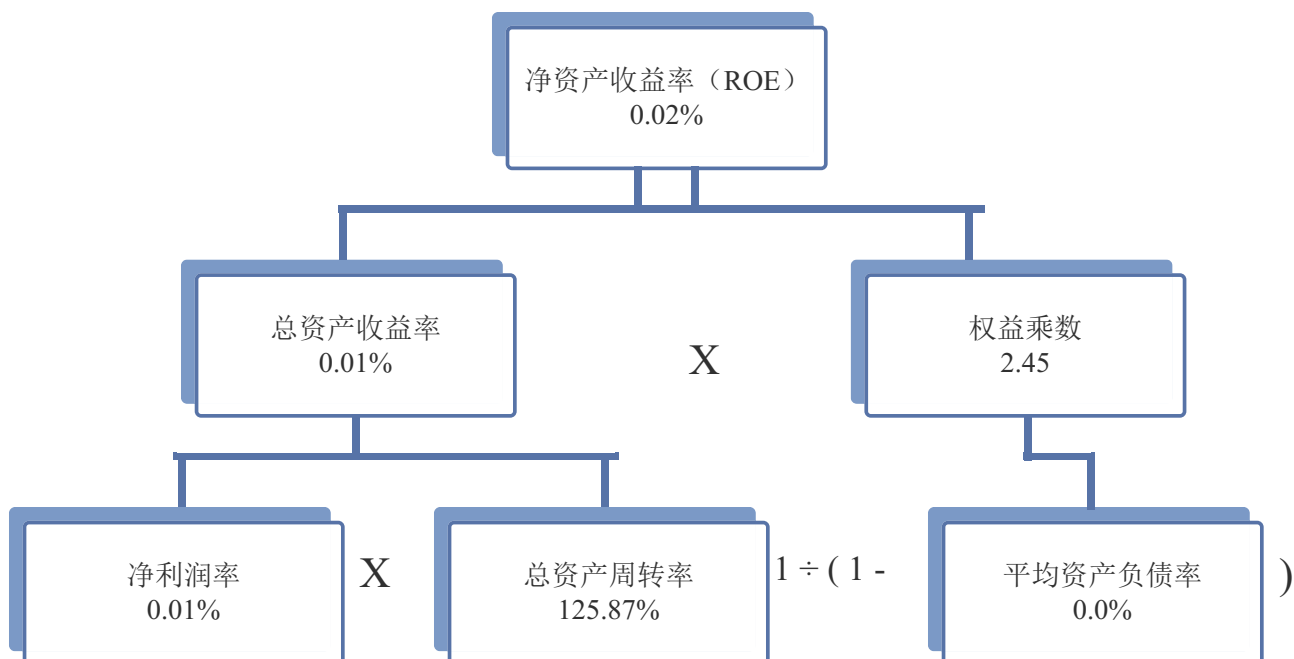 净资产收益率（ROE）
0.02%
总资产收益率
0.01%
X
权益乘数
2.45
净利润率
0.01%
X
总资产周转率
125.87%
1 ÷ ( 1 -
平均资产负债率
0.0%
)